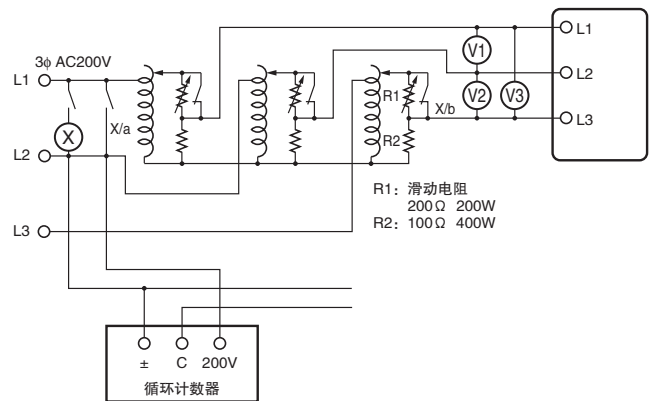 3ϕ AC200V
L1
X
X/a
L2
L3
R1
R2
X/b
V1
V2
V3
L1
L2
L3
R1：滑动电阻
200Ω 200W
R2：100Ω 400W
± C 200V
循环计数器